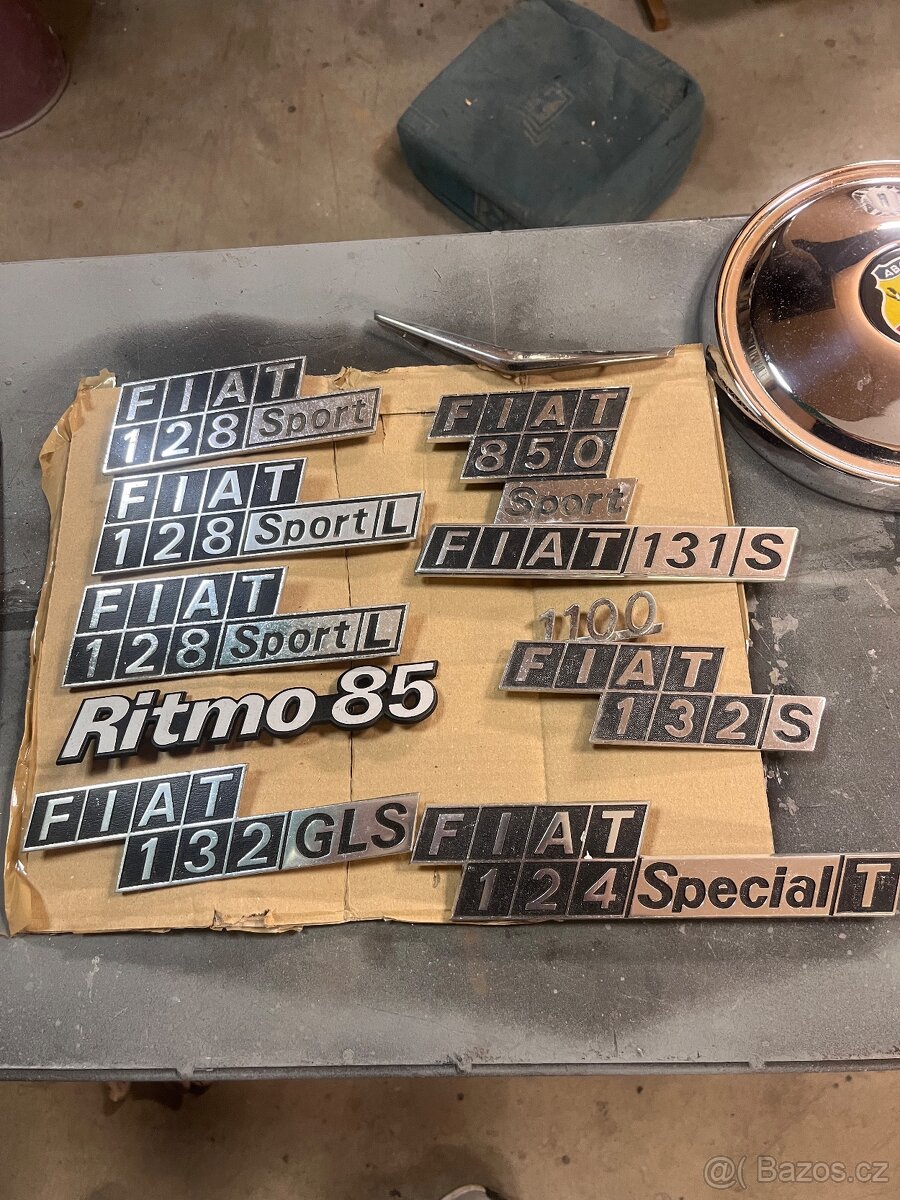 FIAT
128 Sport
FIAT
128 Sport L
FIAT
128 Sport L
Ritmo 85
FIAT
132 GLS
FIAT
850
Sport
FIAT 131 S
1100
FIAT
132 S
FIAT
124 Special T
AB
@( Bazos.cz